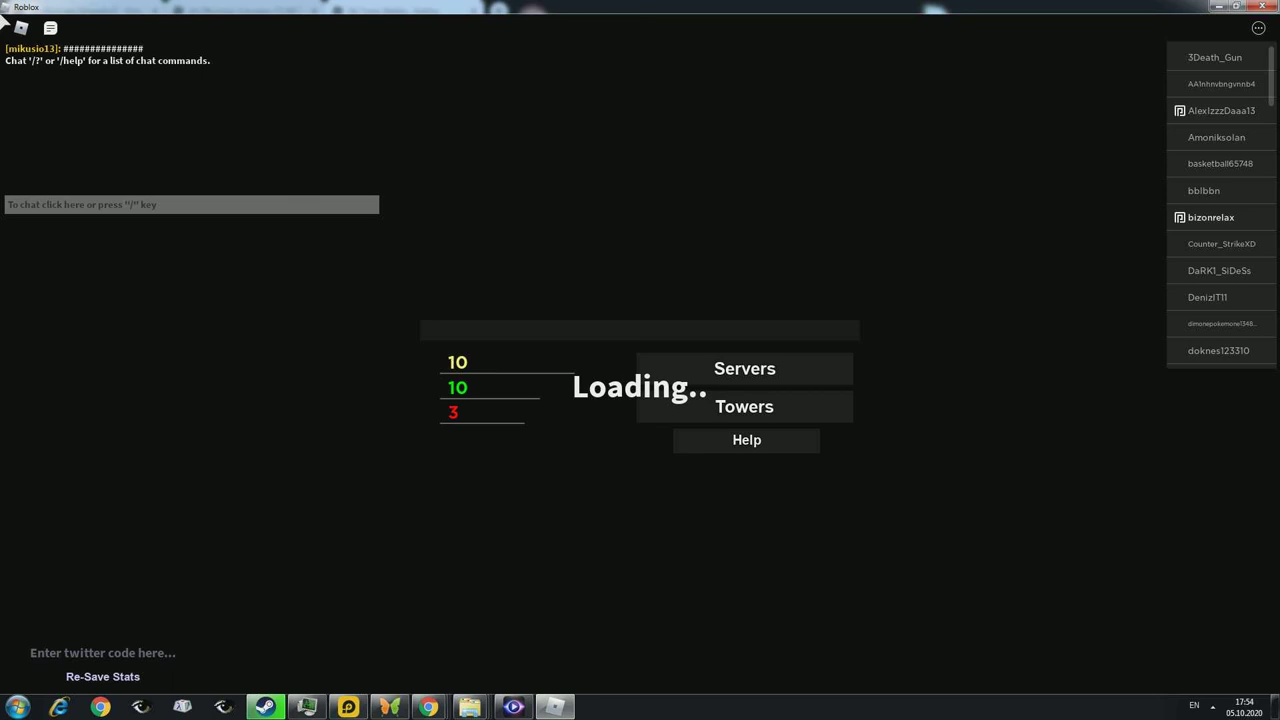 Roblox
[mikusio13]: ###############
Chat '/?' or '/help' for a list of chat commands.
To chat click here or press "/" key
3Death_Gun
AA1nhnvbngvnnb4
AlexIzzzDaaa13
Amoniksolan
basketball65748
bblbbn
bizonrelax
Counter_StrikeXD
DaRK1_SiDeSs
DenizIT11
dimonepokemone1348...
doknes123310
10
10
3
Loading..
Servers
Towers
Help
Enter twitter code here...
Re-Save Stats
EN
17:54
05.10.2020